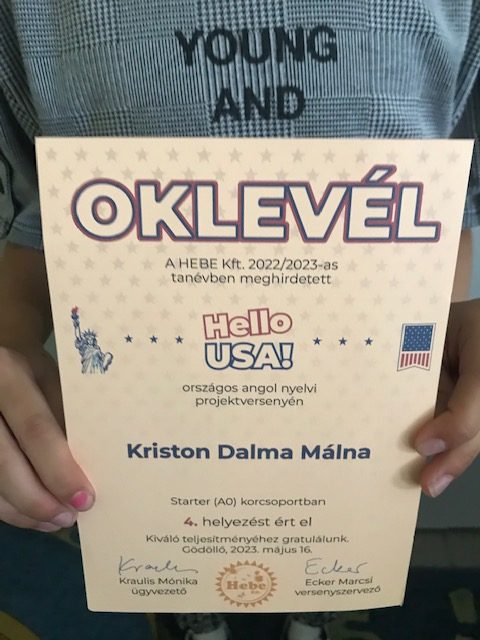 YOUNG
AND
OKLEVÉL
A HEBE Kft. 2022/2023-as
tanévben meghirdetett
Hello
USA!
országos angol nyelvi
projektversenyén
Kriston Dalma Málna
Starter (A0) korcsoportban
4. helyezést ért el
Kiváló teljesítményéhez gratulálunk.
Gödöllő, 2023. május 16.
Kraulis Mónika
ügyvezető
Hebe
Ecker
Ecker Marcsi
versenyszervező